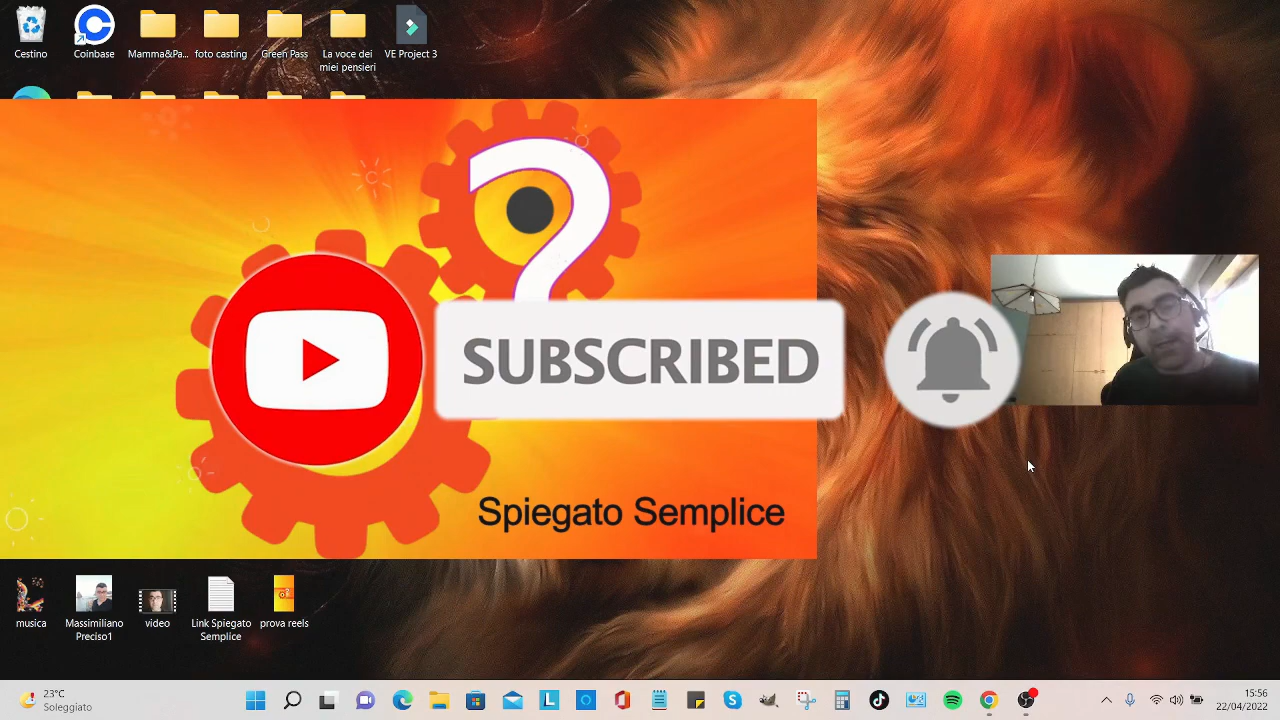 Cestino
Coinbase
Mamma&Pa...
foto casting
Green Pass
La voce dei
miei pensieri
VE Project 3
?
SUBSCRIBED
Spiegato Semplice
musica
Massimiliano
Preciso1
video
Link Spiegato
Semplice
prova reels
23°C
Soleggiato
15:56
22/04/2022